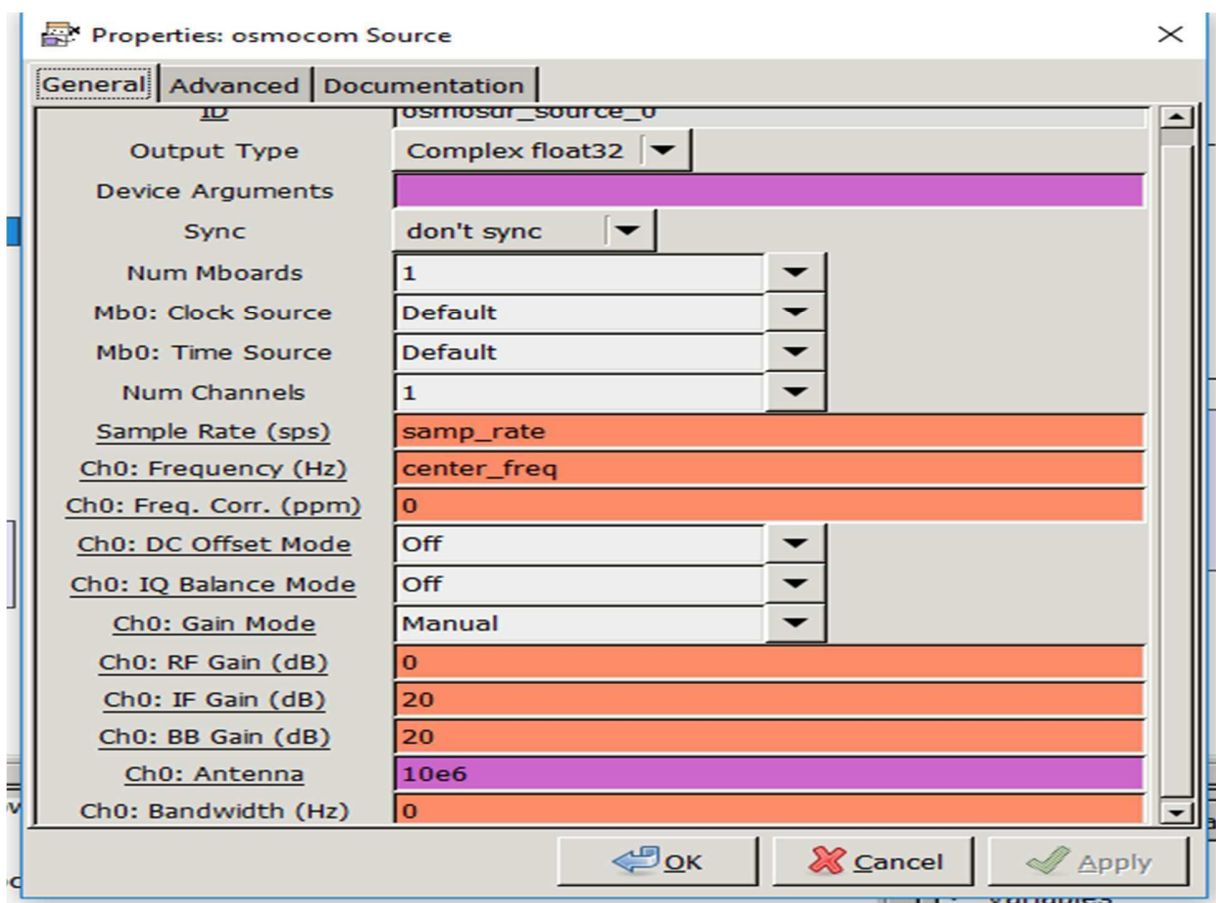 Properties: osmocom Source
General Advanced Documentation
ID osmosdr_source_0
Output Type Complex float32
Device Arguments
Sync don't sync
Num Mboards 1
Mb0: Clock Source Default
Mb0: Time Source Default
Num Channels 1
Sample Rate (sps) samp_rate
Ch0: Frequency (Hz) center_freq
Ch0: Freq. Corr. (ppm) 0
Ch0: DC Offset Mode Off
Ch0: IQ Balance Mode Off
Ch0: Gain Mode Manual
Ch0: RF Gain (dB) 0
Ch0: IF Gain (dB) 20
Ch0: BB Gain (dB) 20
Ch0: Antenna 10e6
Ch0: Bandwidth (Hz) 0
OK Cancel Apply
Variables